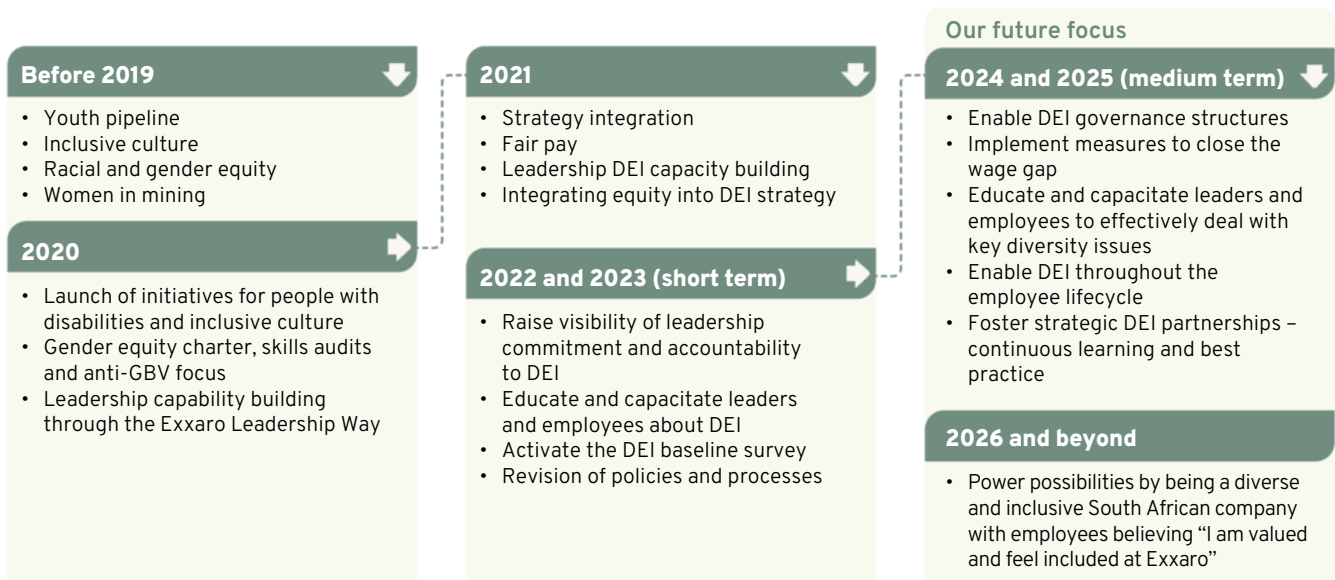 Before 2019
• Youth pipeline
• Inclusive culture
• Racial and gender equity
• Women in mining
2020
• Launch of initiatives for people with
disabilities and inclusive culture
• Gender equity charter, skills audits
and anti-GBV focus
• Leadership capability building
through the Exxaro Leadership Way
2021
• Strategy integration
• Fair pay
• Leadership DEI capacity building
• Integrating equity into DEI strategy
2022 and 2023 (short term)
• Raise visibility of leadership
commitment and accountability
to DEI
• Educate and capacitate leaders
and employees about DEI
• Activate the DEI baseline survey
• Revision of policies and processes
Our future focus
2024 and 2025 (medium term)
• Enable DEI governance structures
• Implement measures to close the
wage gap
• Educate and capacitate leaders and
employees to effectively deal with
key diversity issues
• Enable DEI throughout the
employee lifecycle
• Foster strategic DEI partnerships –
continuous learning and best
practice
2026 and beyond
• Power possibilities by being a diverse
and inclusive South African company
with employees believing “I am valued
and feel included at Exxaro”